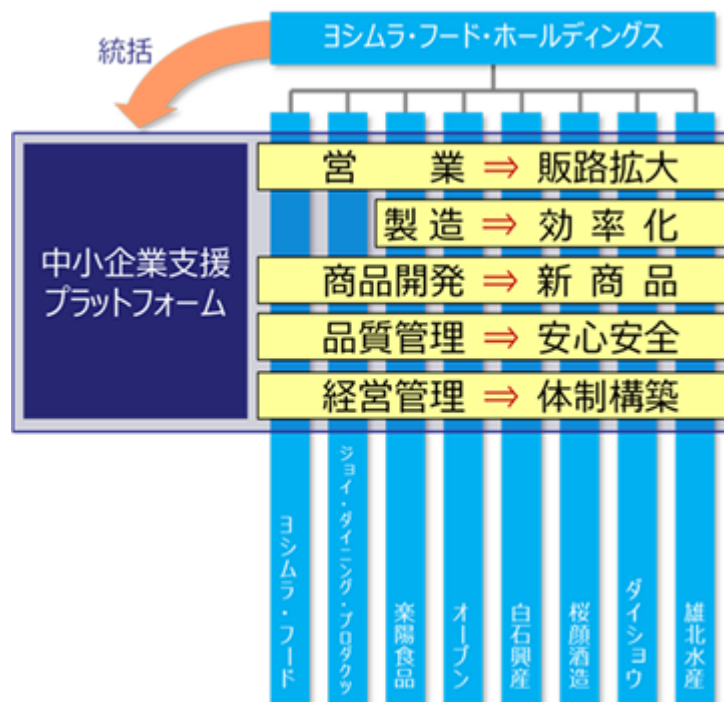 ヨシムラ・フード・ホールディングス
統括
中小企業支援
プラットフォーム
営　業 ⇒ 販路拡大
製造 ⇒ 効率化
商品開発 ⇒ 新商品
品質管理 ⇒ 安心安全
経営管理 ⇒ 体制構築
ヨシムラ・フード
ジョイ・ダイニング・プロダクツ
楽陽食品
オーブン
白石興産
桜顔酒造
ダイショウ
雄北水産